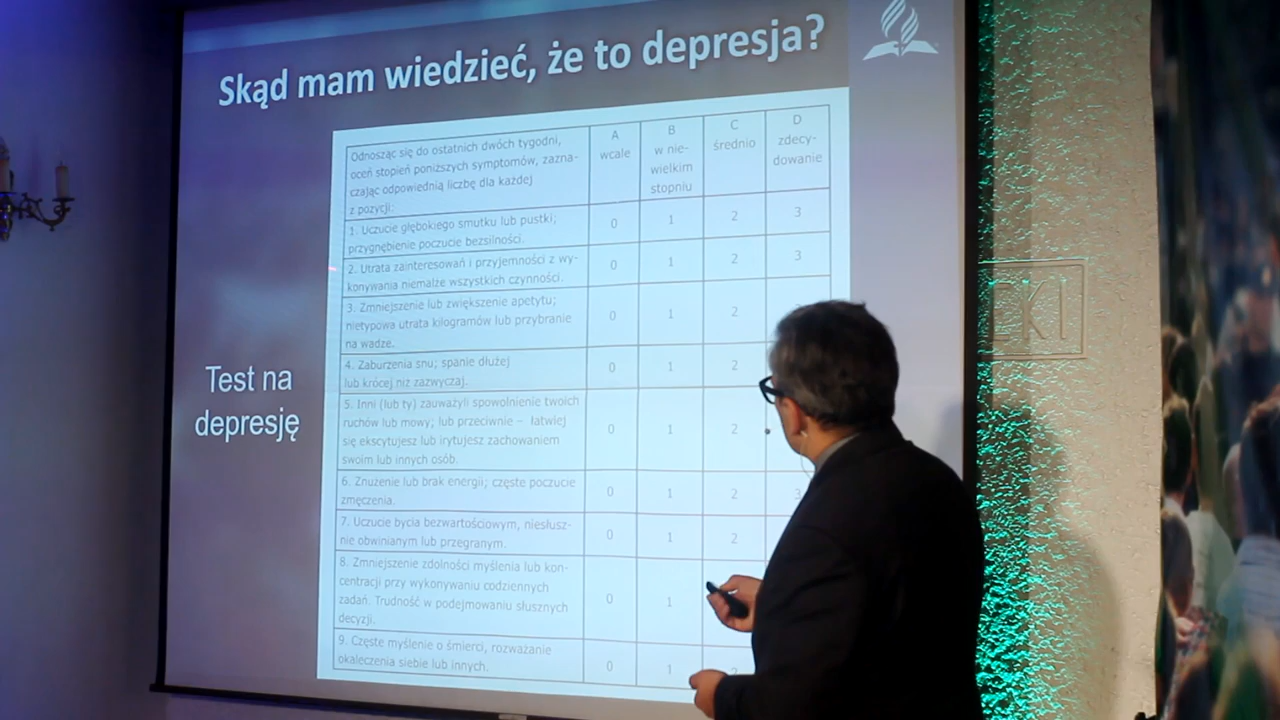 Skąd mam wiedzieć, że to depresja?
Test na
depresję
Odnosząc się do ostatnich dwóch tygodni,
oceń stopień poniższych symptomów, zazna-
czając odpowiednią liczbę dla każdej
z pozycji:
A
wcale
B
w nie-
wielkim
stopniu
C
średnio
D
zdecy-
dowanie
1. Uczucie głębokiego smutku lub pustki;
przygnębienie poczucie bezsilności.
0 1 2 3
2. Utrata zainteresowań i przyjemności z wy-
konywania niemalże wszystkich czynności.
0 1 2 3
3. Zmniejszenie lub zwiększenie apetytu;
nietypowa utrata kilogramów lub przybranie
na wadze.
0 1 2
4. Zaburzenia snu; spanie dłużej
lub krócej niż zazwyczaj.
0 1 2
5. Inni (lub ty) zauważyli spowolnienie twoich
ruchów lub mowy; lub przeciwnie – łatwiej
się ekscytujesz lub irytujesz zachowaniem
swoim lub innych osób.
0 1 2
6. Znużenie lub brak energii; częste poczucie
zmęczenia.
0 1 2 3
7. Uczucie bycia bezwartościowym, niesłusz-
nie obwinianym lub przegranym.
0 1 2
8. Zmniejszenie zdolności myślenia lub kon-
centracji przy wykonywaniu codziennych
zadań. Trudność w podejmowaniu słusznych
decyzji.
0 1
9. Częste myślenie o śmierci, rozważanie
okaleczenia siebie lub innych.
0 1 2
CKI